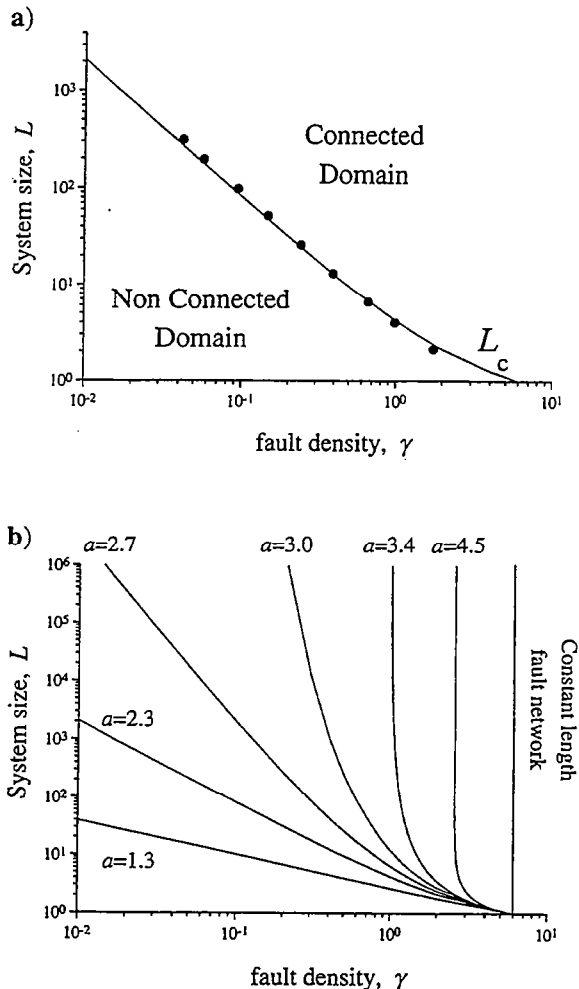 a)
System size, L
10³
10²
10¹
10⁰
Connected
Domain
Non Connected
Domain
L_c
10⁻²
10⁻¹
10⁰
10¹
fault density, γ
b)
a=2.7
a=3.0
a=3.4
a=4.5
System size, L
10⁶
10⁵
10⁴
10³
10²
10¹
10⁰
a=2.3
a=1.3
Constant length
fault network
10⁻²
10⁻¹
10⁰
10¹
fault density, γ